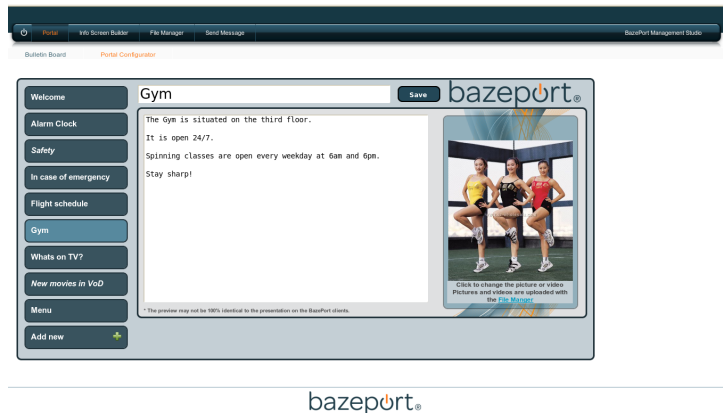 Portal
Info Screen Builder
File Manager
Send Message
BazePort Management Studio
Bulletin Board
Portal Configurator
Welcome
Alarm Clock
Safety
In case of emergency
Flight schedule
Gym
Whats on TV?
New movies in VoD
Menu
Add new
Gym
Save
bazeport®
The Gym is situated on the third floor.
It is open 24/7.
Spinning classes are open every weekday at 6am and 6pm.
Stay sharp!
Click to change the picture or video
Pictures and videos are uploaded with
the File Manger
* The preview may not be 100% identical to the presentation on the BazePort clients.
bazeport®